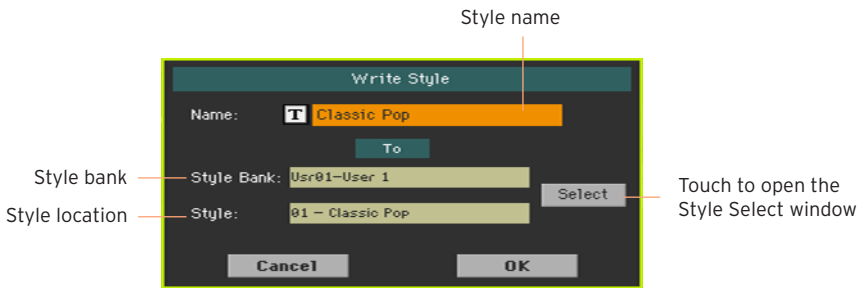 Style name
Write Style
Name: T Classic Pop
To
Style bank
Style Bank: Usr01-User 1
Select
Touch to open the
Style Select window
Style location
Style: 01 - Classic Pop
Cancel OK